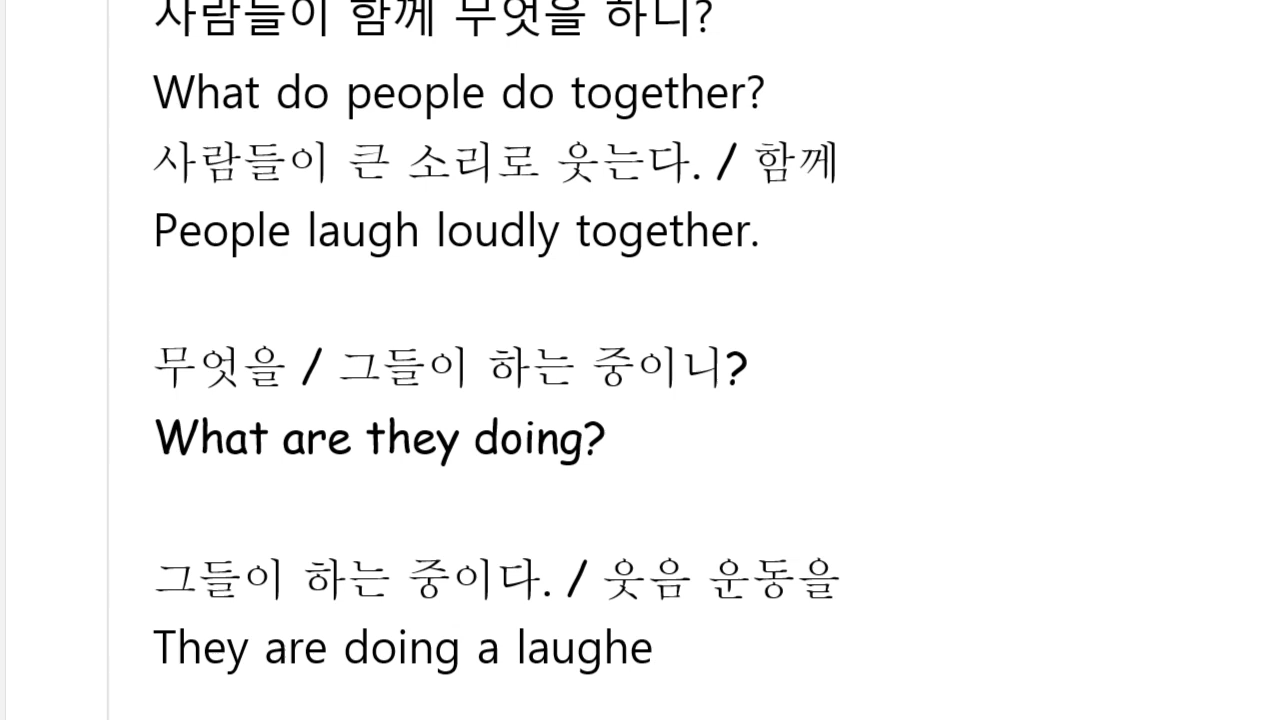 사람들이 함께 무엇을 하니?
What do people do together?
사람들이 큰 소리로 웃는다. / 함께
People laugh loudly together.
무엇을 / 그들이 하는 중이니?
What are they doing?
그들이 하는 중이다. / 웃음 운동을
They are doing a laughe